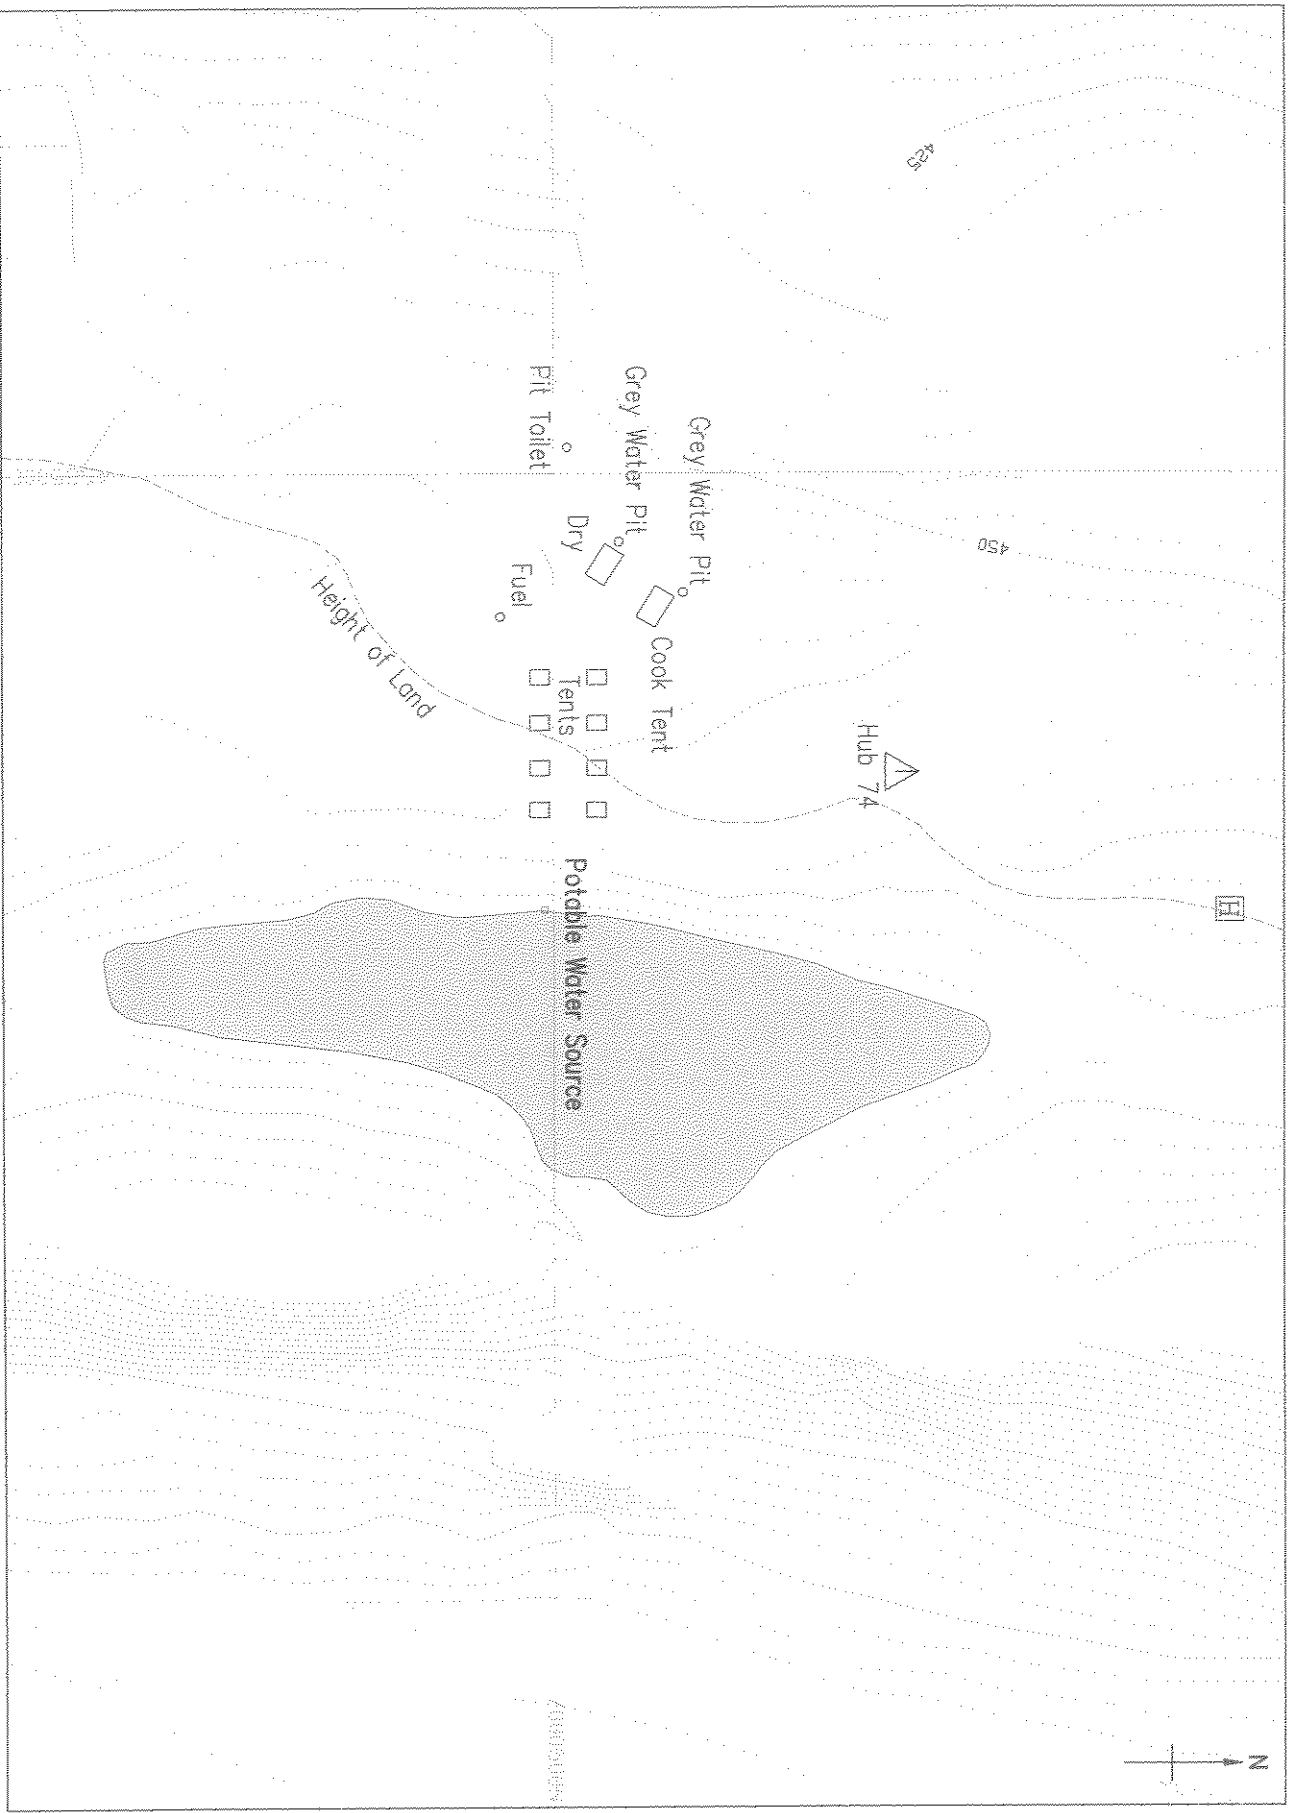 N
H
425
450
Hub 74
Grey Water Pit
Cook Tent
Grey Water Pit
Dry
Tents
Potable Water Source
Pit Toilet
Fuel
Height of Land